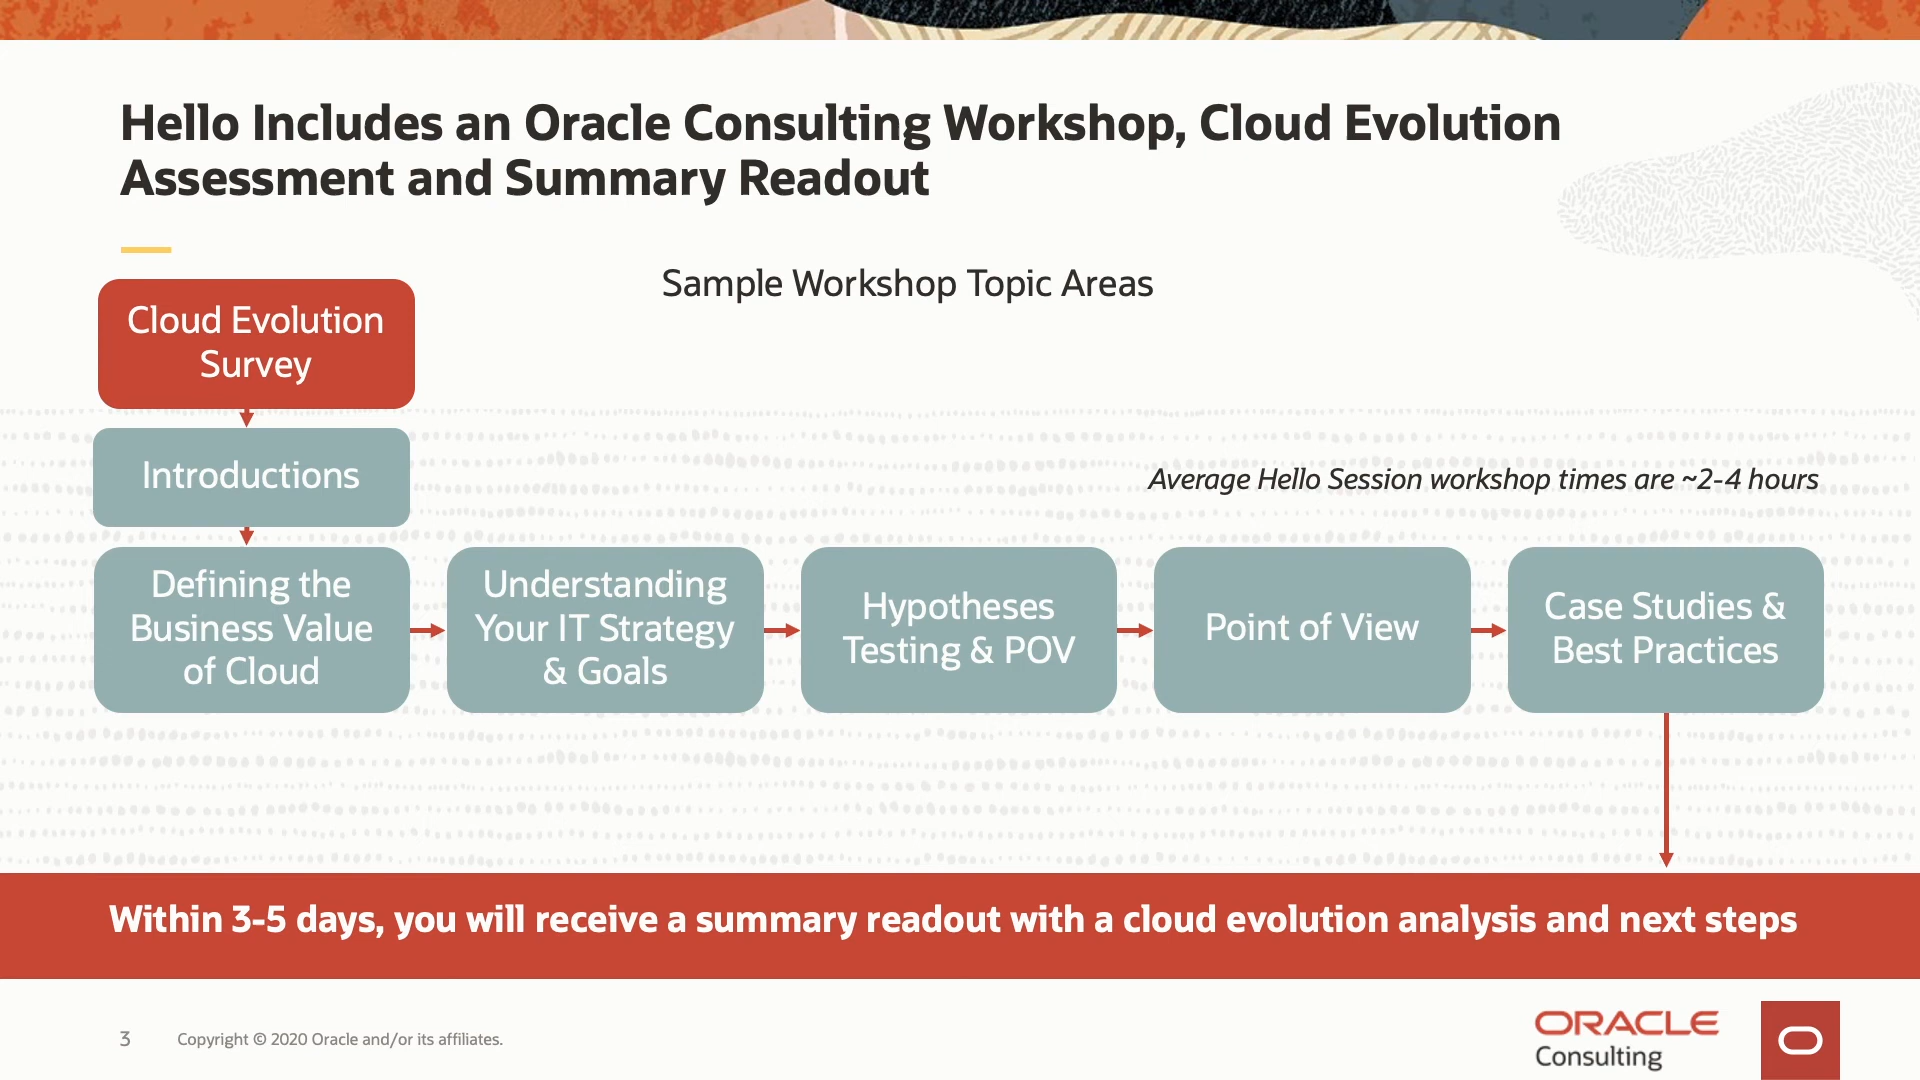 Hello Includes an Oracle Consulting Workshop, Cloud Evolution
Assessment and Summary Readout
Sample Workshop Topic Areas
Cloud Evolution
Survey
Introductions
Average Hello Session workshop times are ~2-4 hours
Defining the
Business Value
of Cloud
Understanding
Your IT Strategy
& Goals
Hypotheses
Testing & POV
Point of View
Case Studies &
Best Practices
Within 3-5 days, you will receive a summary readout with a cloud evolution analysis and next steps
3
Copyright © 2020 Oracle and/or its affiliates.
ORACLE
Consulting